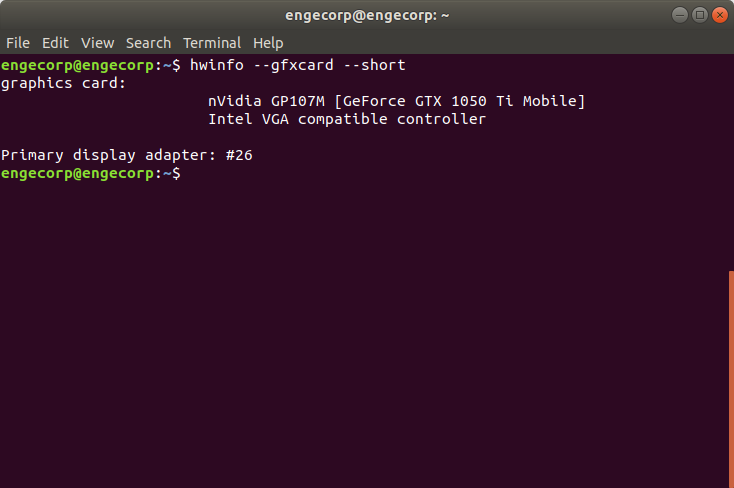 engecorp@engecorp: ~
File Edit View Search Terminal Help
engecorp@engecorp:~$ hwinfo --gfxcard --short
graphics card:
                       nVidia GP107M [GeForce GTX 1050 Ti Mobile]
                       Intel VGA compatible controller

Primary display adapter: #26
engecorp@engecorp:~$